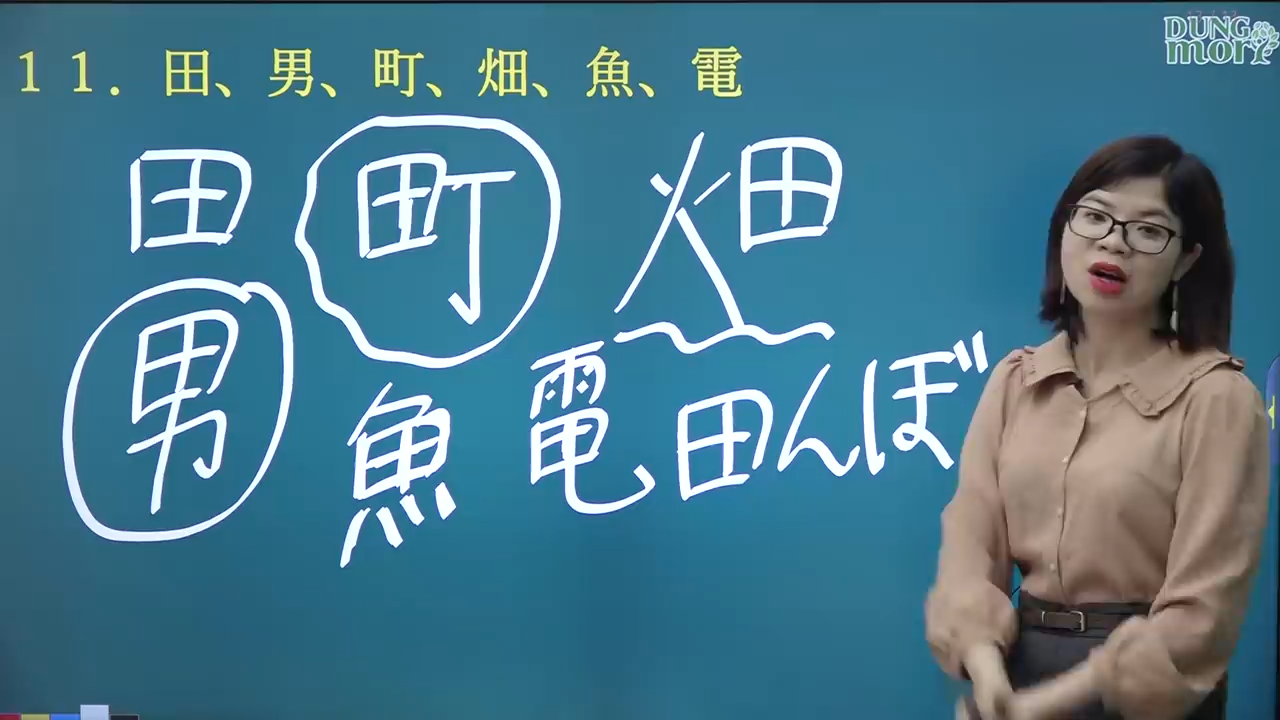 11. 田、男、町、畑、魚、電
DUNG
mori
田 町 畑
男 魚 電 田んぼ